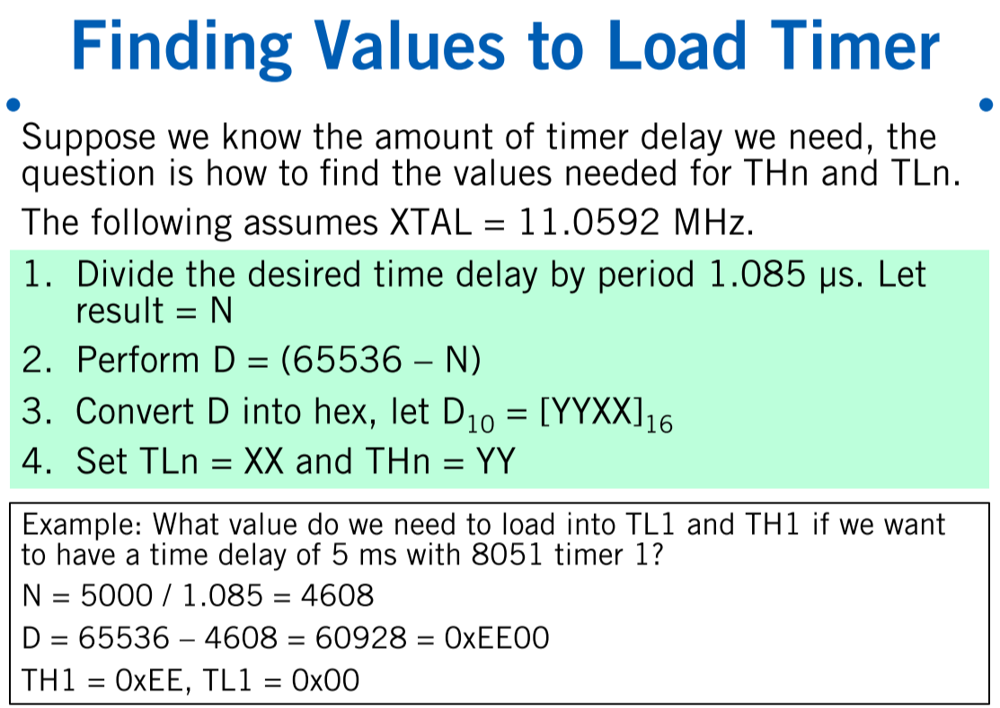 Finding Values to Load Timer
Suppose we know the amount of timer delay we need, the
question is how to find the values needed for THn and TLn.
The following assumes XTAL = 11.0592 MHz.
1. Divide the desired time delay by period 1.085 μs. Let
result = N
2. Perform D = (65536 – N)
3. Convert D into hex, let D₁₀ = [YYXX]₁₆
4. Set TLn = XX and THn = YY
Example: What value do we need to load into TL1 and TH1 if we want
to have a time delay of 5 ms with 8051 timer 1?
N = 5000 / 1.085 = 4608
D = 65536 – 4608 = 60928 = 0xEE00
TH1 = 0xEE, TL1 = 0x00